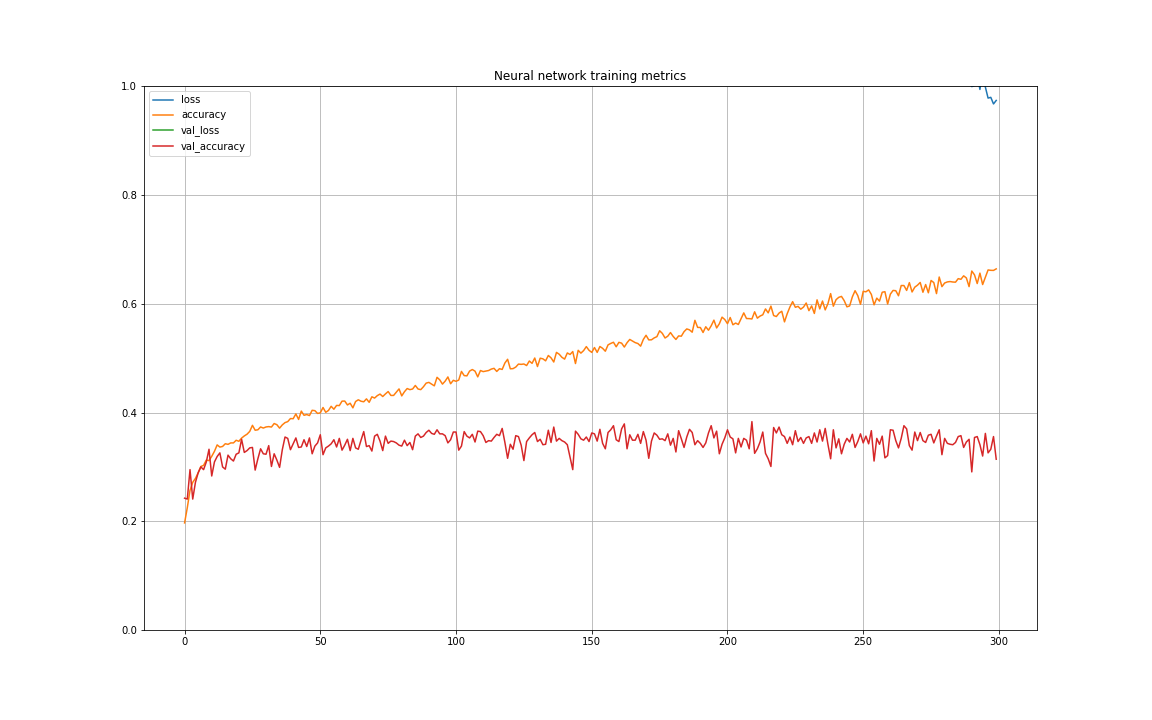 Neural network training metrics
1.0
loss
accuracy
val_loss
val_accuracy
0.8
0.6
0.4
0.2
0.0
0 50 100 150 200 250 300